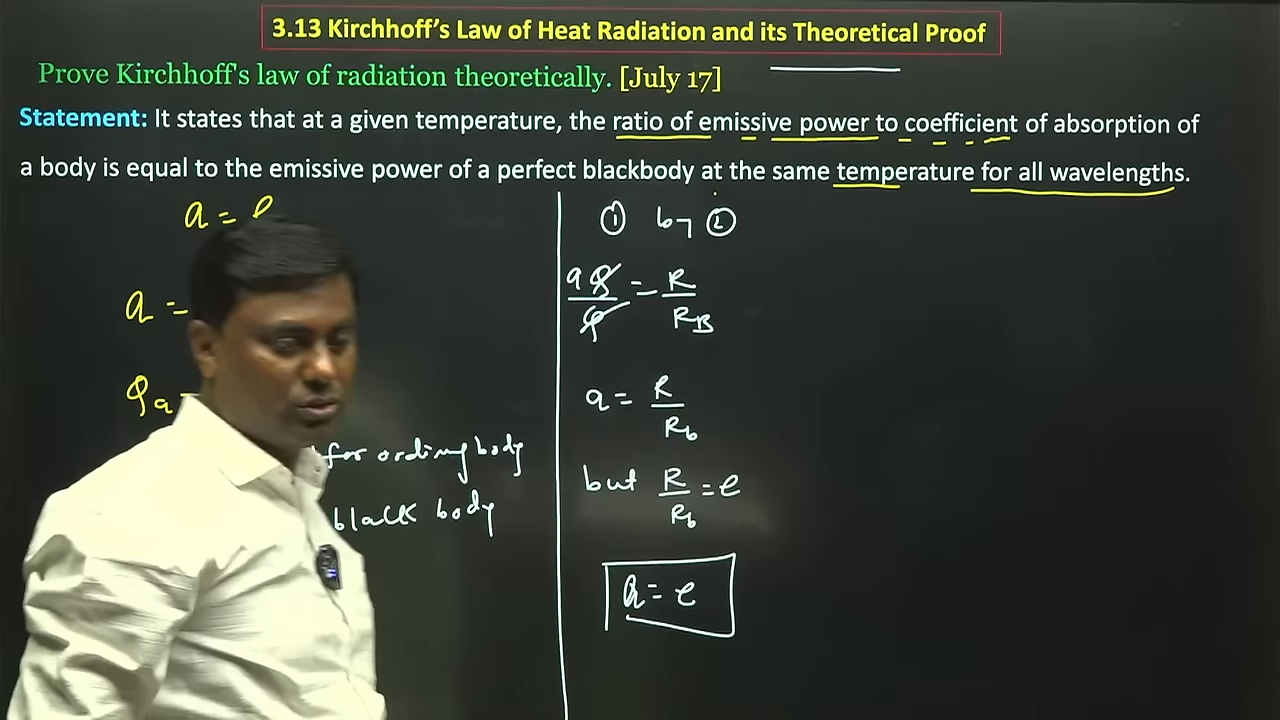 3.13 Kirchhoff's Law of Heat Radiation and its Theoretical Proof
Prove Kirchhoff's law of radiation theoretically. [July 17]
Statement: It states that at a given temperature, the ratio of emissive power to coefficient of absorption of
a body is equal to the emissive power of a perfect blackbody at the same temperature for all wavelengths.
a = e
a =
Qa =
for ordinary body
black body
① by ②
aQ/Q = R/RB
a = R/Rb
but R/Rb = e
a = e